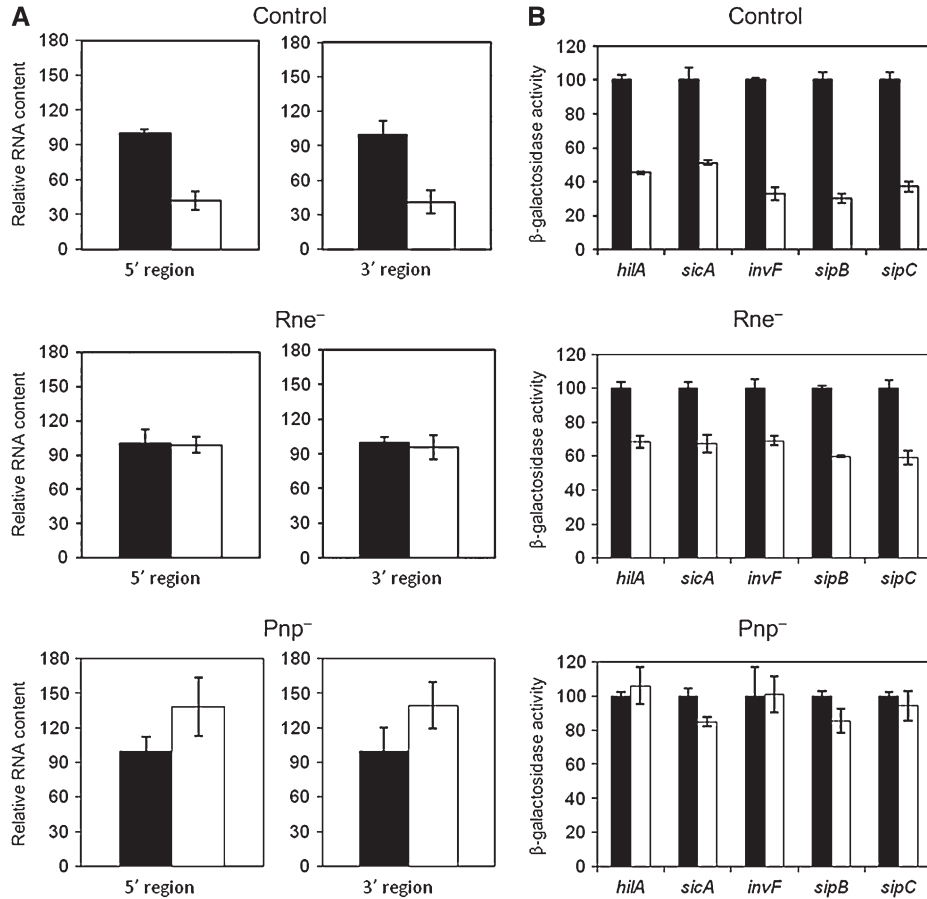 A
Control
Relative RNA content
180
150
120
90
60
30
0
5′ region
180
150
120
90
60
30
0
3′ region
Rne⁻
Relative RNA content
180
150
120
90
60
30
0
5′ region
180
150
120
90
60
30
0
3′ region
Pnp⁻
Relative RNA content
180
150
120
90
60
30
0
5′ region
180
150
120
90
60
30
0
3′ region
B
Control
β-galactosidase activity
120
100
80
60
40
20
0
hilA sicA invF sipB sipC
Rne⁻
β-galactosidase activity
120
100
80
60
40
20
0
hilA sicA invF sipB sipC
Pnp⁻
β-galactosidase activity
120
100
80
60
40
20
0
hilA sicA invF sipB sipC